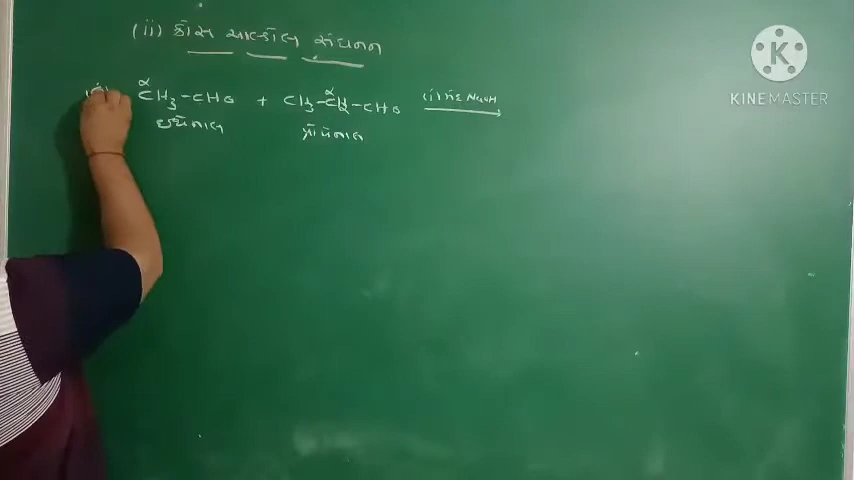 (ii) ક્રોસ આલ્ડોલ સંઘનન
α α
CH₃-CHO + CH₃-CH₂-CHO (i) મંદ NaOH
ઇથેનાલ પ્રોપેનાલ
KINEMASTER